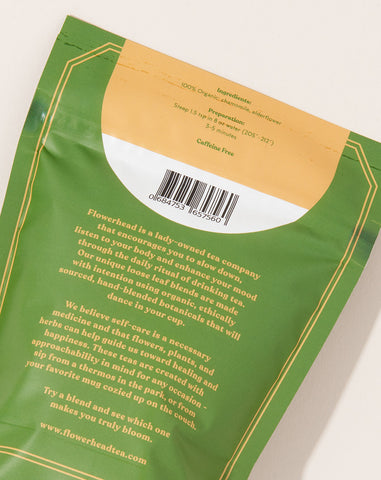 Ingredients:
100% Organic: chamomile, elderflower
Preparation:
Steep 1.5 tsp in 8 oz water (208°-212°)
3-5 minutes
Caffeine Free
0 684753 657560
Flowerhead is a lady-owned tea company
that encourages you to slow down,
listen to your body and enhance your mood
through the daily ritual of drinking tea.
Our unique loose leaf blends are made
with intention using organic, ethically
sourced, hand-blended botanicals that will
dance in your cup.
We believe self-care is a necessary
medicine and that flowers, plants, and
herbs can help guide us toward healing and
happiness. These teas are created with
approachability in mind for any occasion -
sip from a thermos in the park, or from
your favorite mug cozied up on the couch.
Try a blend and see which one
makes you truly bloom.
www.flowerheadtea.com